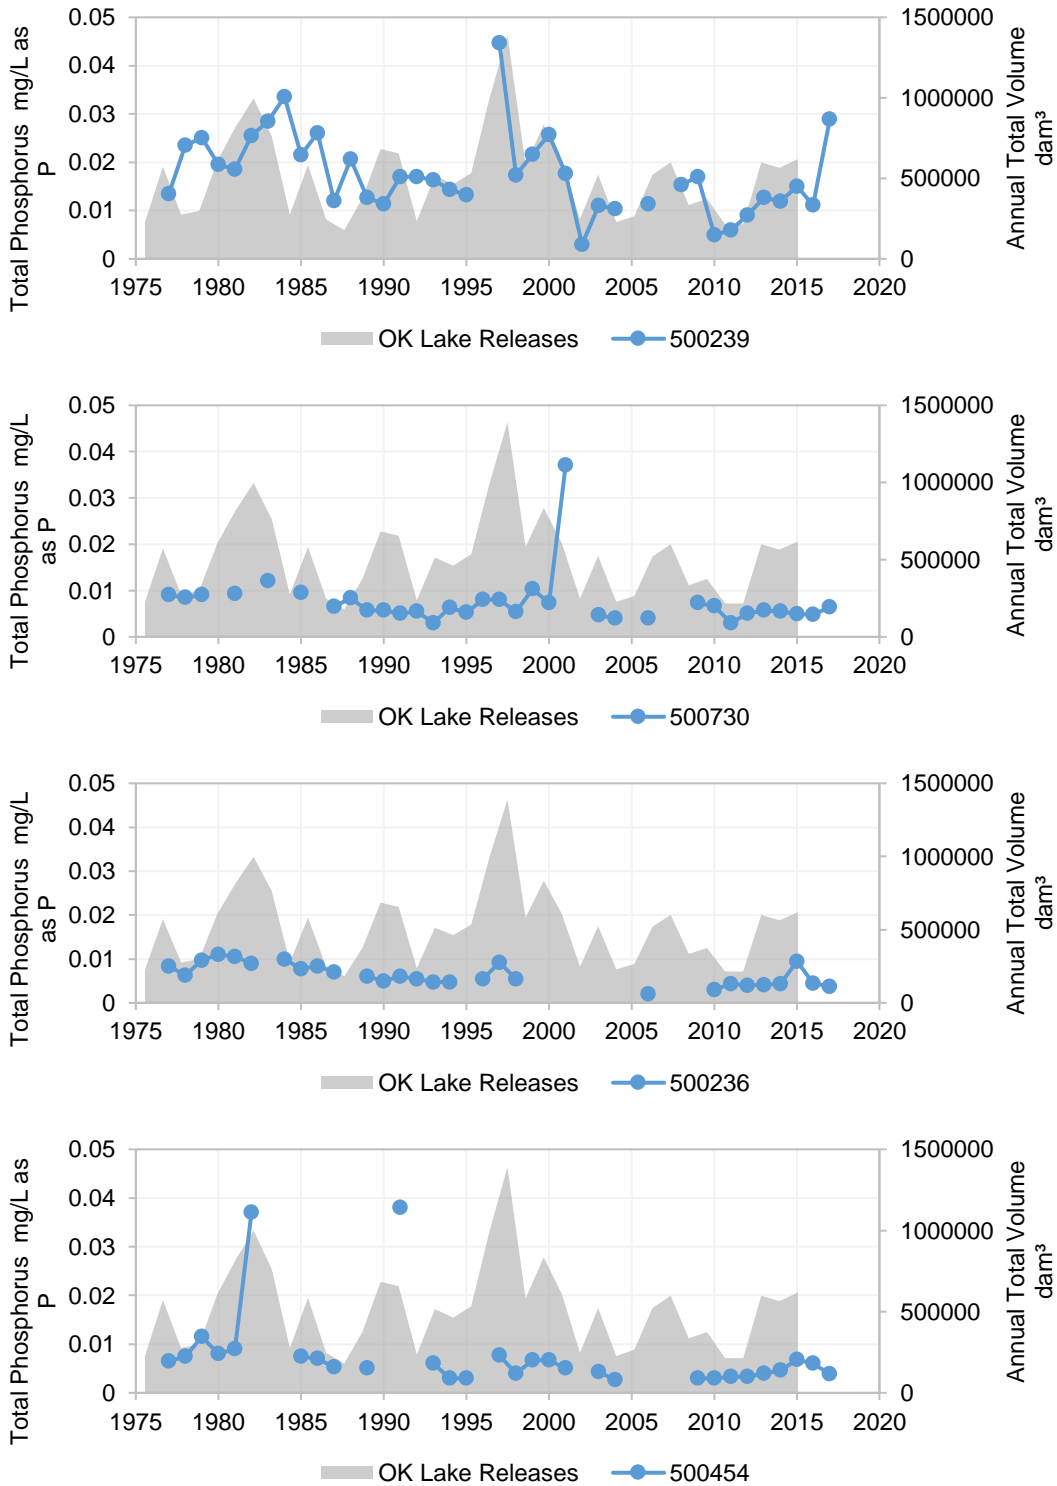 0.05
0.04
0.03
0.02
0.01
0
Total Phosphorus mg/L as
P
1500000
1000000
500000
0
Annual Total Volume
dam³
1975 1980 1985 1990 1995 2000 2005 2010 2015 2020
OK Lake Releases 500239
0.05
0.04
0.03
0.02
0.01
0
Total Phosphorus mg/L
as P
1500000
1000000
500000
0
Annual Total Volume
dam³
1975 1980 1985 1990 1995 2000 2005 2010 2015 2020
OK Lake Releases 500730
0.05
0.04
0.03
0.02
0.01
0
Total Phosphorus mg/L
as P
1500000
1000000
500000
0
Annual Total Volume
dam³
1975 1980 1985 1990 1995 2000 2005 2010 2015 2020
OK Lake Releases 500236
0.05
0.04
0.03
0.02
0.01
0
Total Phosphorus mg/L as
P
1500000
1000000
500000
0
Annual Total Volume
dam³
1975 1980 1985 1990 1995 2000 2005 2010 2015 2020
OK Lake Releases 500454